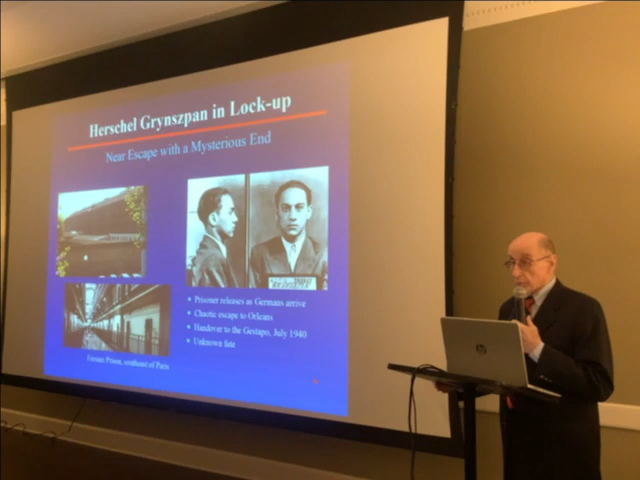 Herschel Grynszpan in Lock-up
Near Escape with a Mysterious End
Prisoner releases as Germans arrive
Chaotic escape to Orleans
Handover to the Gestapo, July 1940
Unknown fate
Fresnes Prison, southeast of Paris
hp